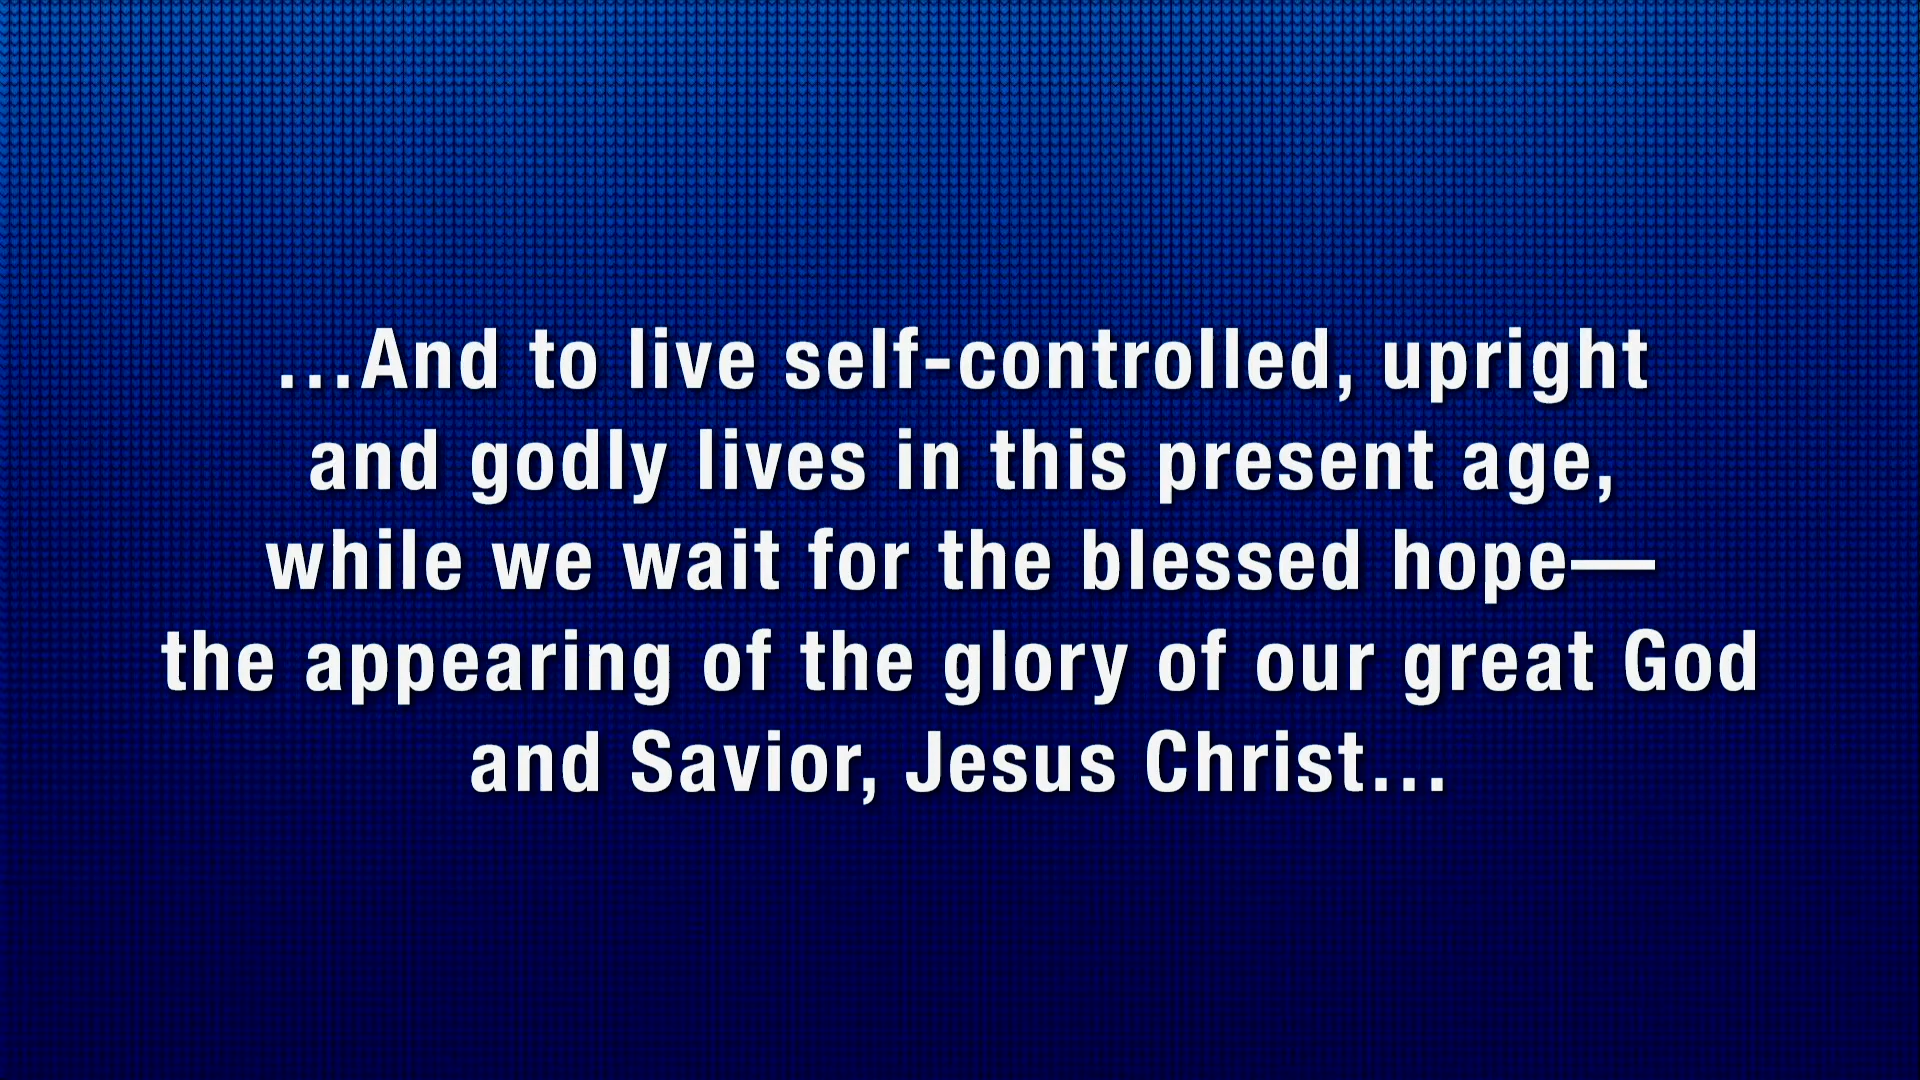 ...And to live self-controlled, upright
and godly lives in this present age,
while we wait for the blessed hope—
the appearing of the glory of our great God
and Savior, Jesus Christ...